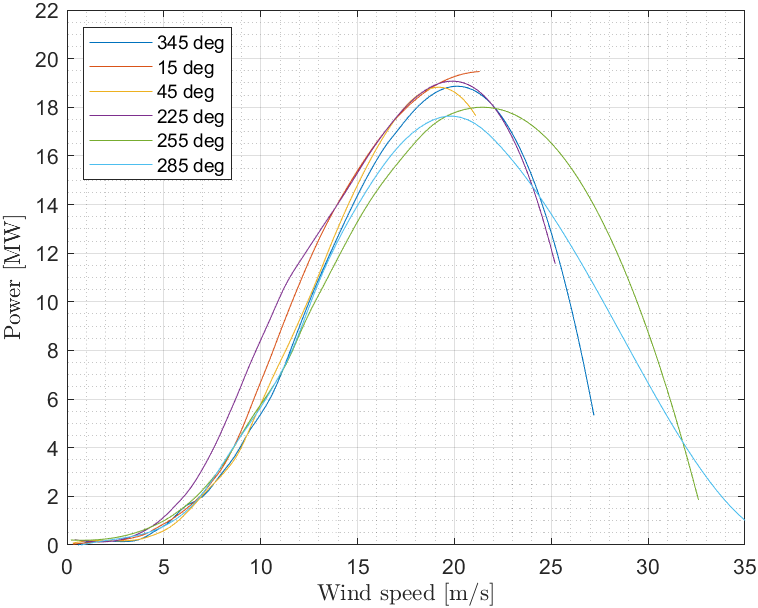 22
20
18
16
14
12
10
8
6
4
2
0
345 deg
15 deg
45 deg
225 deg
255 deg
285 deg
Power [MW]
0 5 10 15 20 25 30 35
Wind speed [m/s]